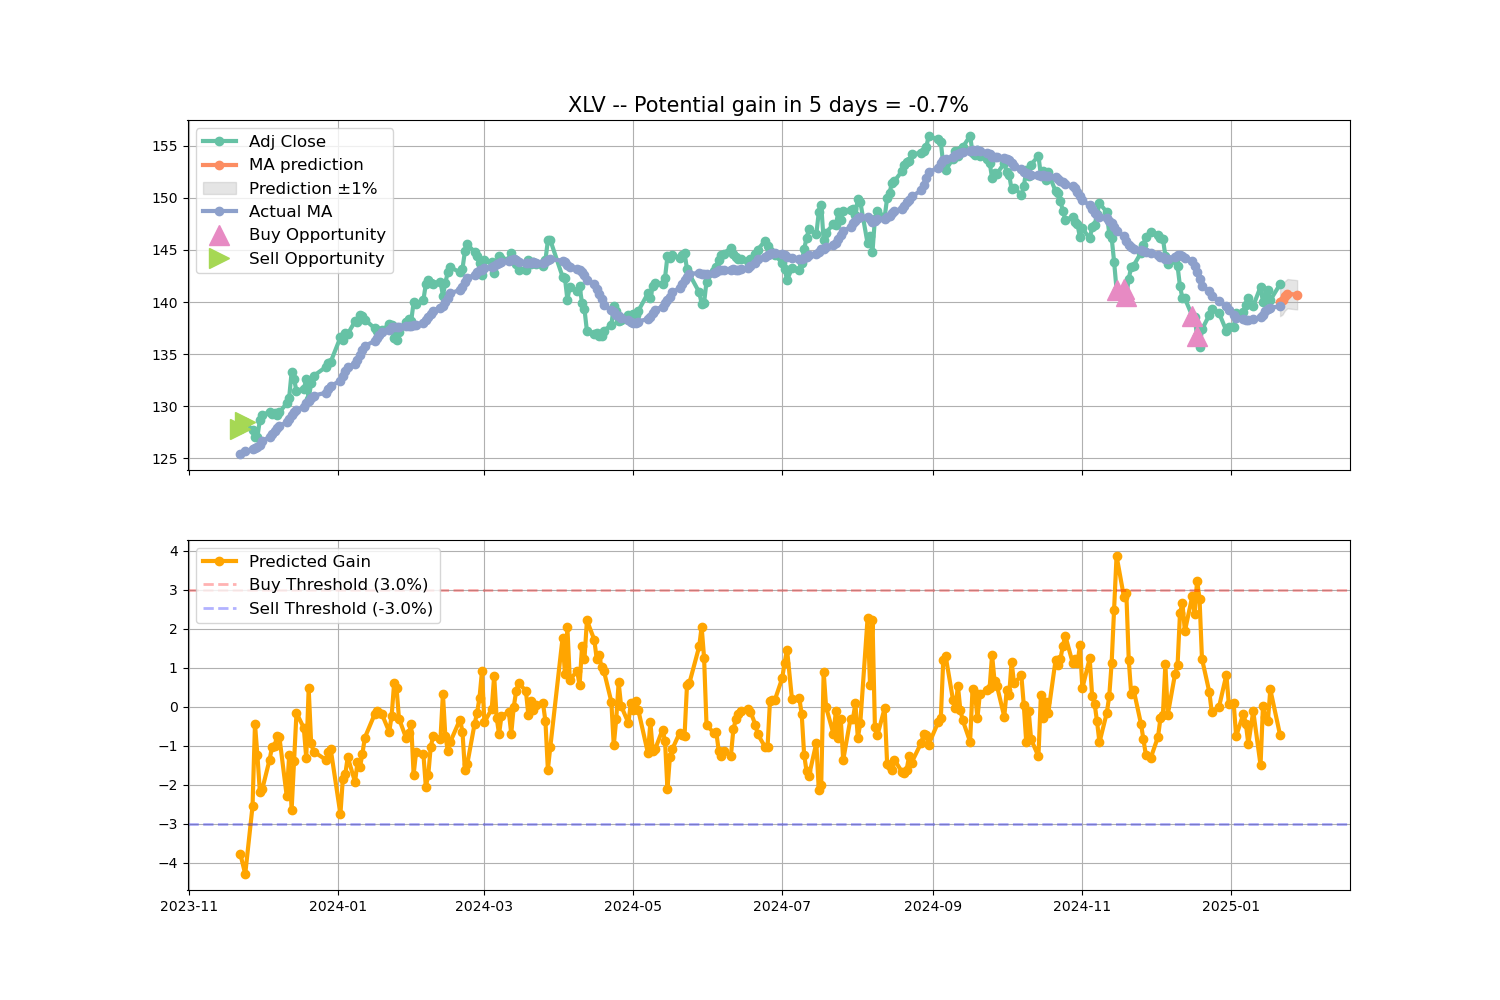 XLV -- Potential gain in 5 days = -0.7%
Adj Close
MA prediction
Prediction ±1%
Actual MA
Buy Opportunity
Sell Opportunity
155
150
145
140
135
130
125
Predicted Gain
Buy Threshold (3.0%)
Sell Threshold (-3.0%)
4
3
2
1
0
−1
−2
−3
−4
2023-11
2024-01
2024-03
2024-05
2024-07
2024-09
2024-11
2025-01